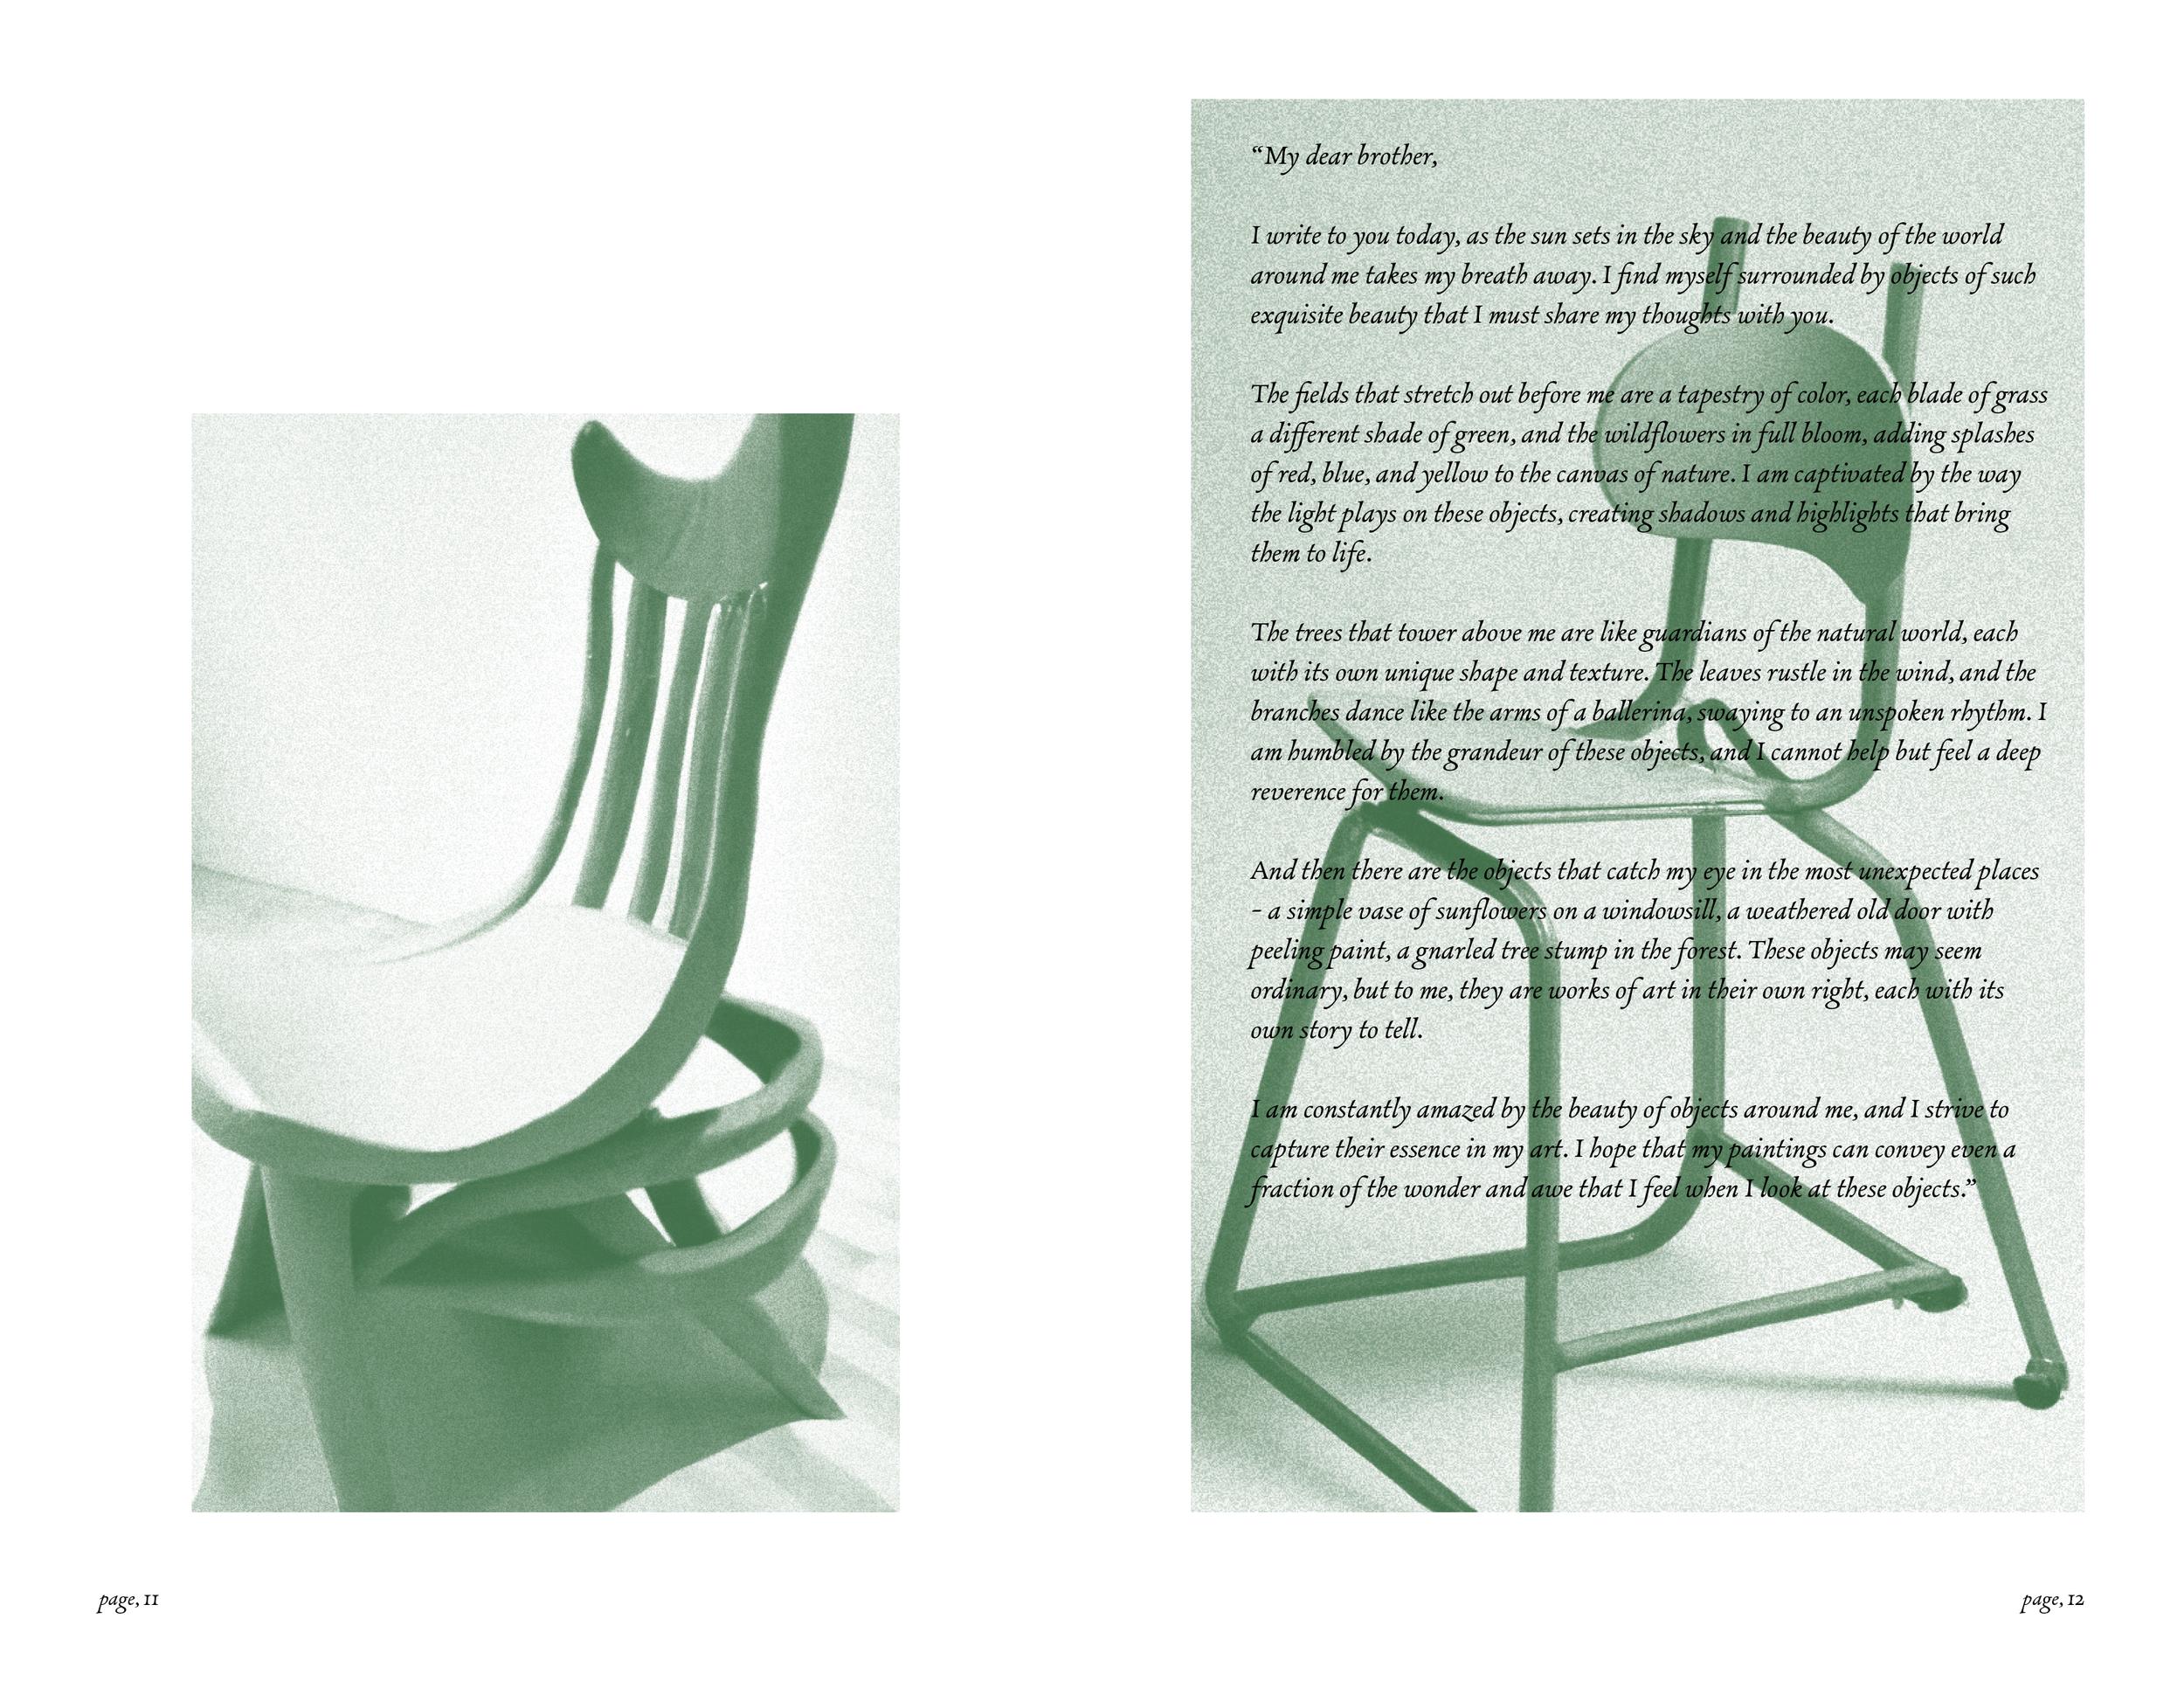 “My dear brother,
I write to you today, as the sun sets in the sky and the beauty of the world
around me takes my breath away. I find myself surrounded by objects of such
exquisite beauty that I must share my thoughts with you.
The fields that stretch out before me are a tapestry of color, each blade of grass
a different shade of green, and the wildflowers in full bloom, adding splashes
of red, blue, and yellow to the canvas of nature. I am captivated by the way
the light plays on these objects, creating shadows and highlights that bring
them to life.
The trees that tower above me are like guardians of the natural world, each
with its own unique shape and texture. The leaves rustle in the wind, and the
branches dance like the arms of a ballerina, swaying to an unspoken rhythm. I
am humbled by the grandeur of these objects, and I cannot help but feel a deep
reverence for them.
And then there are the objects that catch my eye in the most unexpected places
- a simple vase of sunflowers on a windowsill, a weathered old door with
peeling paint, a gnarled tree stump in the forest. These objects may seem
ordinary, but to me, they are works of art in their own right, each with its
own story to tell.
I am constantly amazed by the beauty of objects around me, and I strive to
capture their essence in my art. I hope that my paintings can convey even a
fraction of the wonder and awe that I feel when I look at these objects.”
page, 11
page, 12